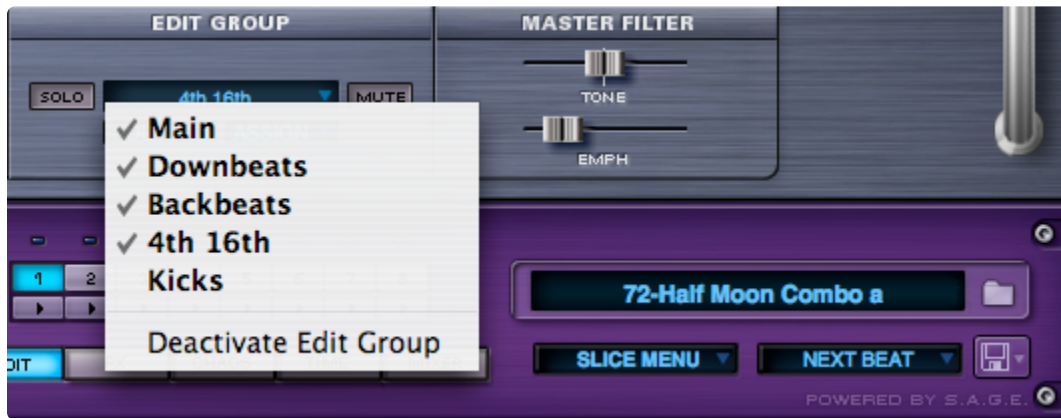 EDIT GROUP
MASTER FILTER
SOLO
4th 16th
MUTE
TONE
EMPH
Main
Downbeats
Backbeats
4th 16th
Kicks
Deactivate Edit Group
1
2
72-Half Moon Combo a
SLICE MENU
NEXT BEAT
POWERED BY S.A.G.E.